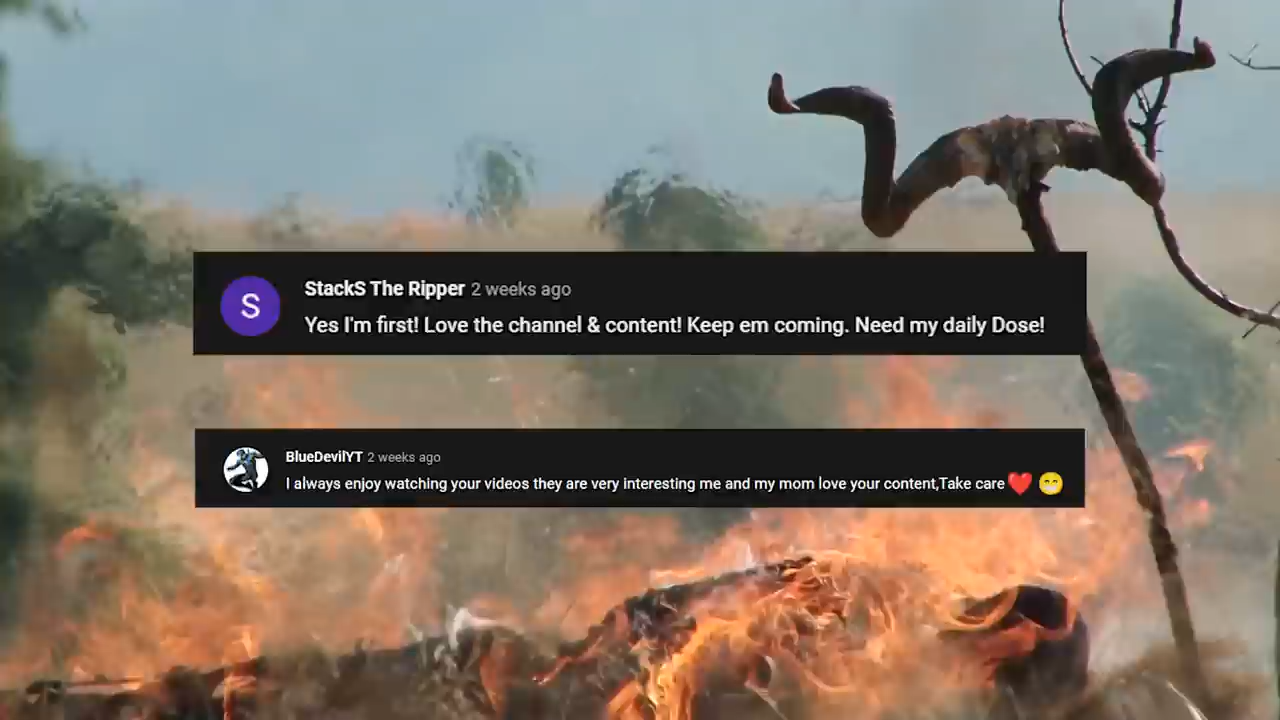 S
StackS The Ripper 2 weeks ago
Yes I'm first! Love the channel & content! Keep em coming. Need my daily Dose!
BlueDevilYT 2 weeks ago
I always enjoy watching your videos they are very interesting me and my mom love your content,Take care❤️ 😁